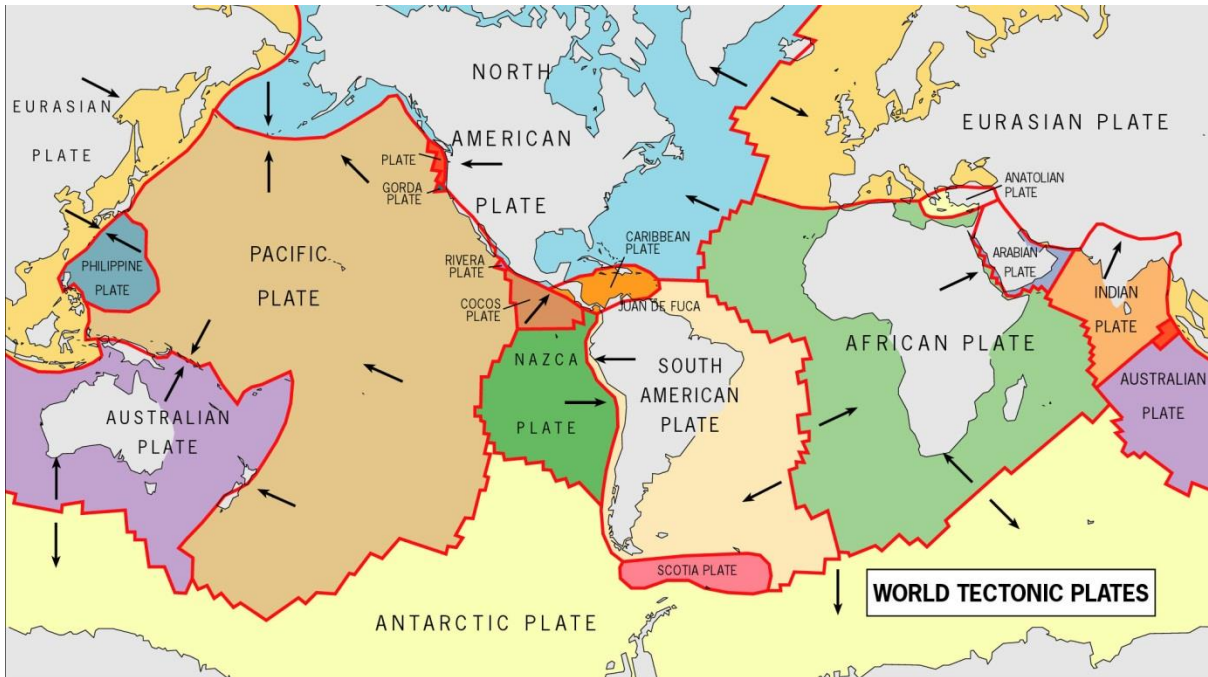 NORTH
EURASIAN
PLATE
AMERICAN
PLATE
GORDA
PLATE
PLATE
EURASIAN PLATE
ANATOLIAN
PLATE
PACIFIC
PLATE
PHILIPPINE
PLATE
RIVERA
PLATE
CARIBBEAN
PLATE
COCOS
PLATE
JUAN DE FUCA
ARABIAN
PLATE
INDIAN
PLATE
AFRICAN PLATE
NAZCA
PLATE
SOUTH
AMERICAN
PLATE
AUSTRALIAN
PLATE
AUSTRALIAN
PLATE
SCOTIA PLATE
ANTARCTIC PLATE
WORLD TECTONIC PLATES